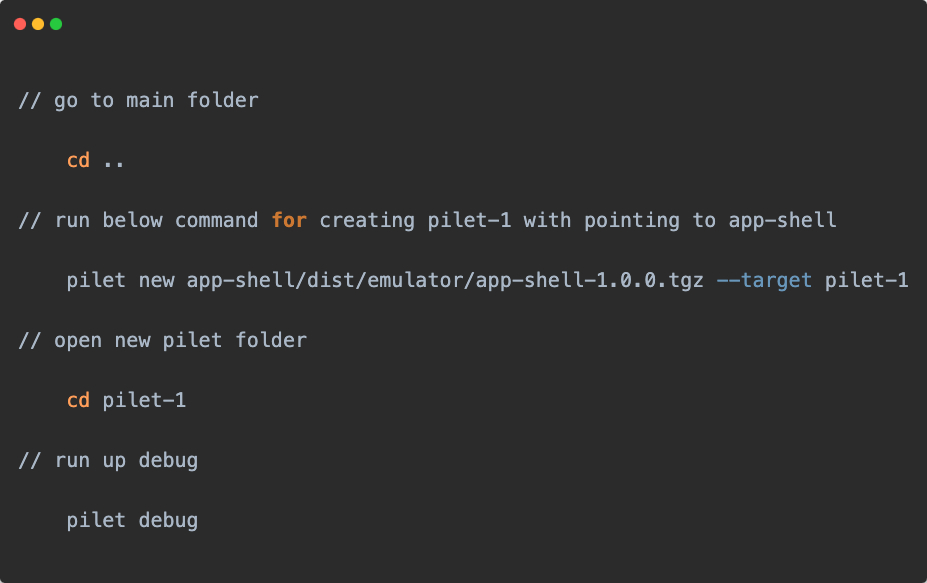 // go to main folder
cd ..
// run below command for creating pilet-1 with pointing to app-shell
pilet new app-shell/dist/emulator/app-shell-1.0.0.tgz --target pilet-1
// open new pilet folder
cd pilet-1
// run up debug
pilet debug